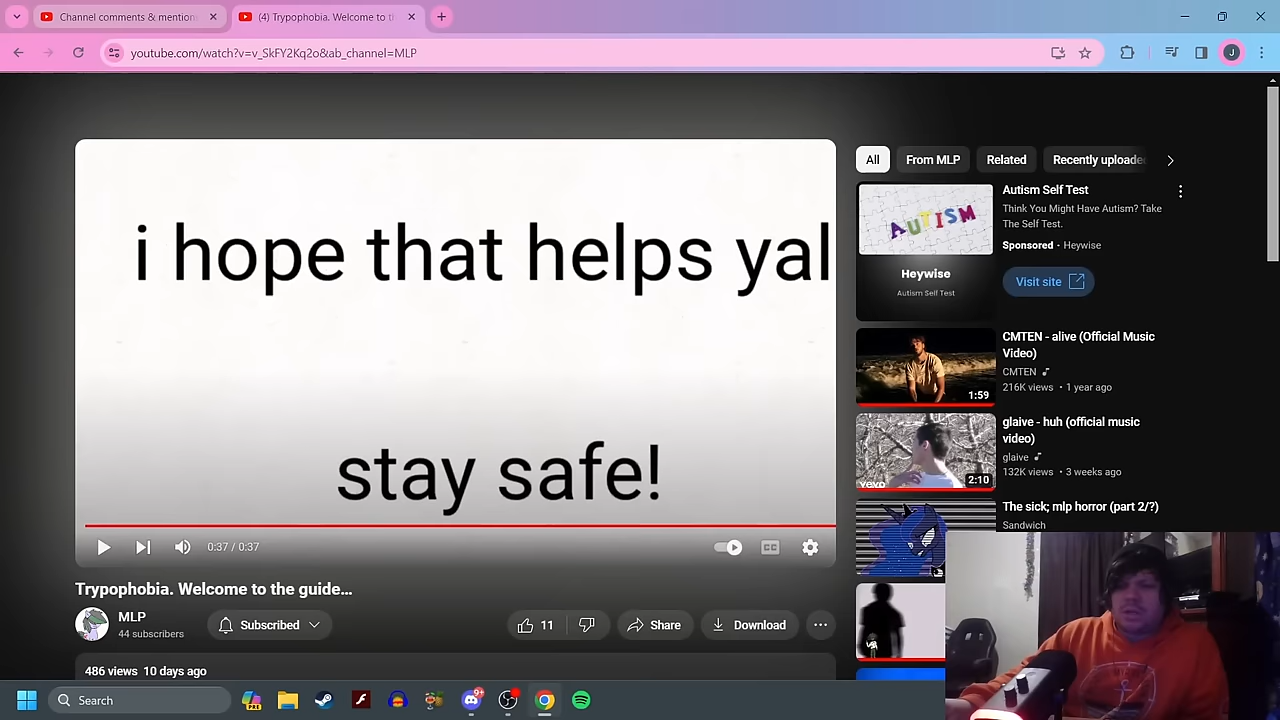 Channel comments & mention
(4) Trypophobia. Welcome to t
youtube.com/watch?v=v_SkFY2Kq2o&ab_channel=MLP
J
i hope that helps yal
stay safe!
0:37 / 0:37
CC
Trypophobia. Welcome to the guide...
MLP
44 subscribers
Subscribed
11
Share
Download
486 views 10 days ago
All
From MLP
Related
Recently uploade
AUTISM
Heywise
Autism Self Test
Autism Self Test
Think You Might Have Autism? Take
The Self Test.
Sponsored · Heywise
Visit site
1:59
CMTEN - alive (Official Music
Video)
CMTEN
216K views · 1 year ago
vevo
2:10
glaive - huh (official music
video)
glaive
132K views · 3 weeks ago
The sick; mlp horror (part 2/?)
Sandwich
Search